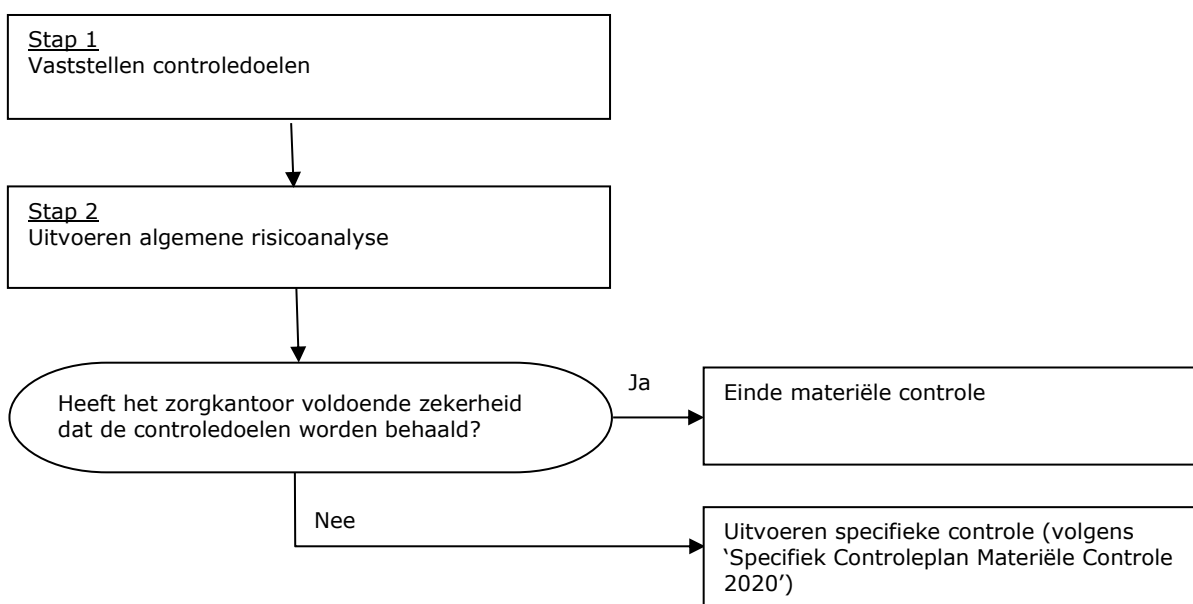 Stap 1
Vaststellen controledoelen
Stap 2
Uitvoeren algemene risicoanalyse
Heeft het zorgkantoor voldoende zekerheid
dat de controledoelen worden behaald?
Ja
Einde materiële controle
Nee
Uitvoeren specifieke controle (volgens
‘Specifiek Controleplan Materiële Controle
2020’)